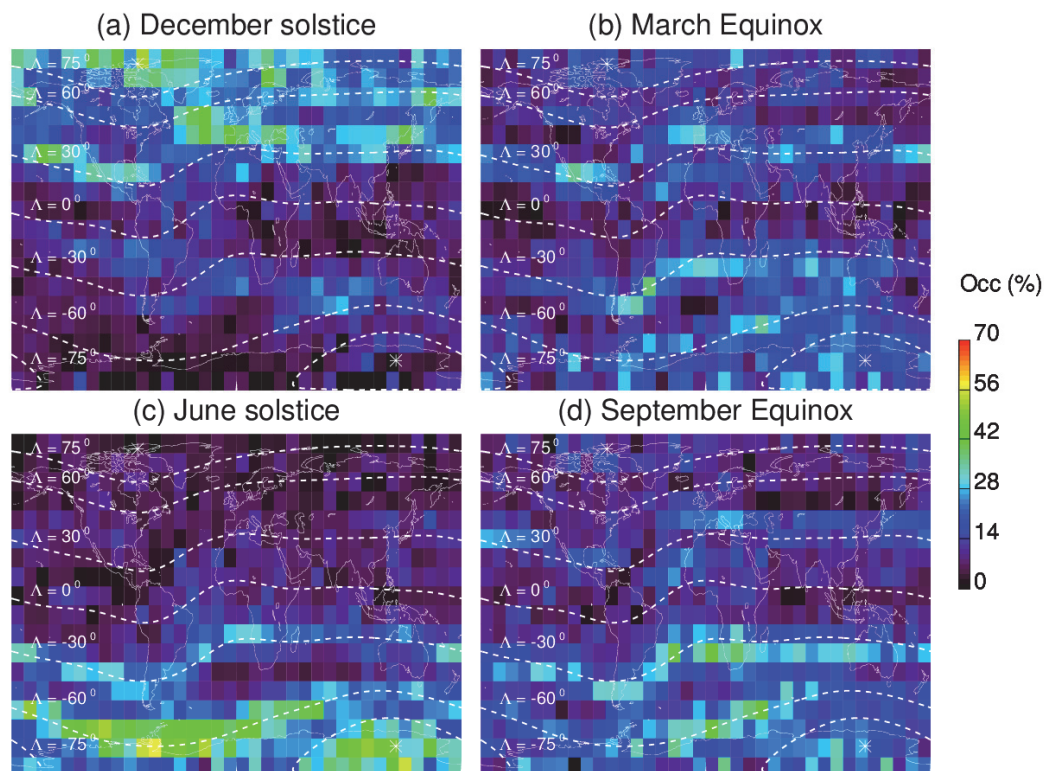 (a) December solstice
(b) March Equinox
Λ = 75⁰
Λ = 60⁰
Λ = 30⁰
Λ = 0⁰
Λ = -30⁰
Λ = -60⁰
Λ = -75⁰
Λ = 75⁰
Λ = 60⁰
Λ = 30⁰
Λ = 0⁰
Λ = -30⁰
Λ = -60⁰
Λ = -75⁰
Occ (%)
70
56
42
28
14
0
(c) June solstice
(d) September Equinox
Λ = 75⁰
Λ = 60⁰
Λ = 30⁰
Λ = 0⁰
Λ = -30⁰
Λ = -60⁰
Λ = -75⁰
Λ = 75⁰
Λ = 60⁰
Λ = 30⁰
Λ = 0⁰
Λ = -30⁰
Λ = -60⁰
Λ = -75⁰